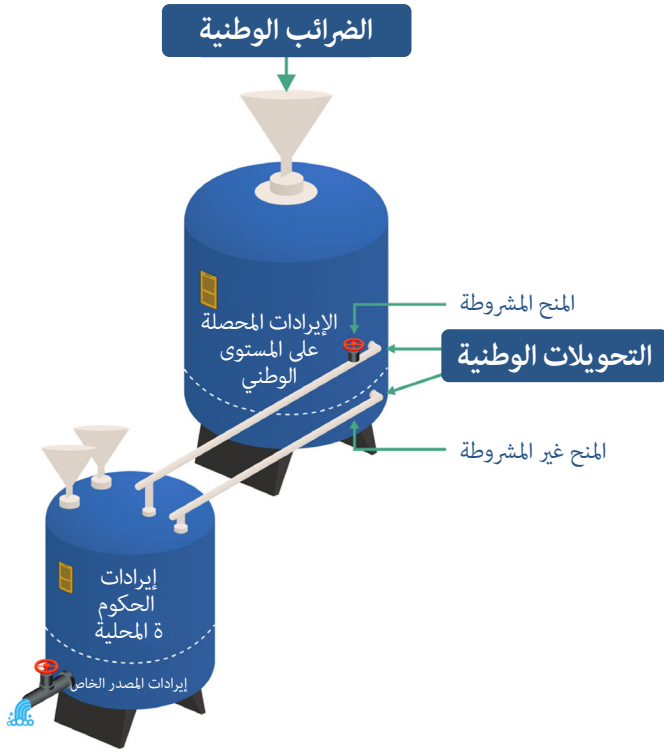 الضرائب الوطنية
المنح المشروطة
الإيرادات المحصلة
على المستوى
الوطني
التحويلات الوطنية
المنح غير المشروطة
إيرادات
الحكوم
ة المحلية
إيرادات المصدر الخاص